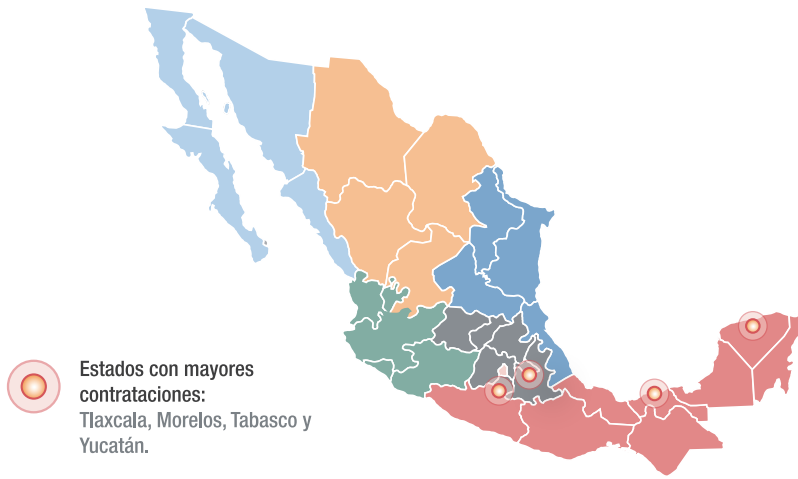 Estados con mayores
contrataciones:
Tlaxcala, Morelos, Tabasco y
Yucatán.